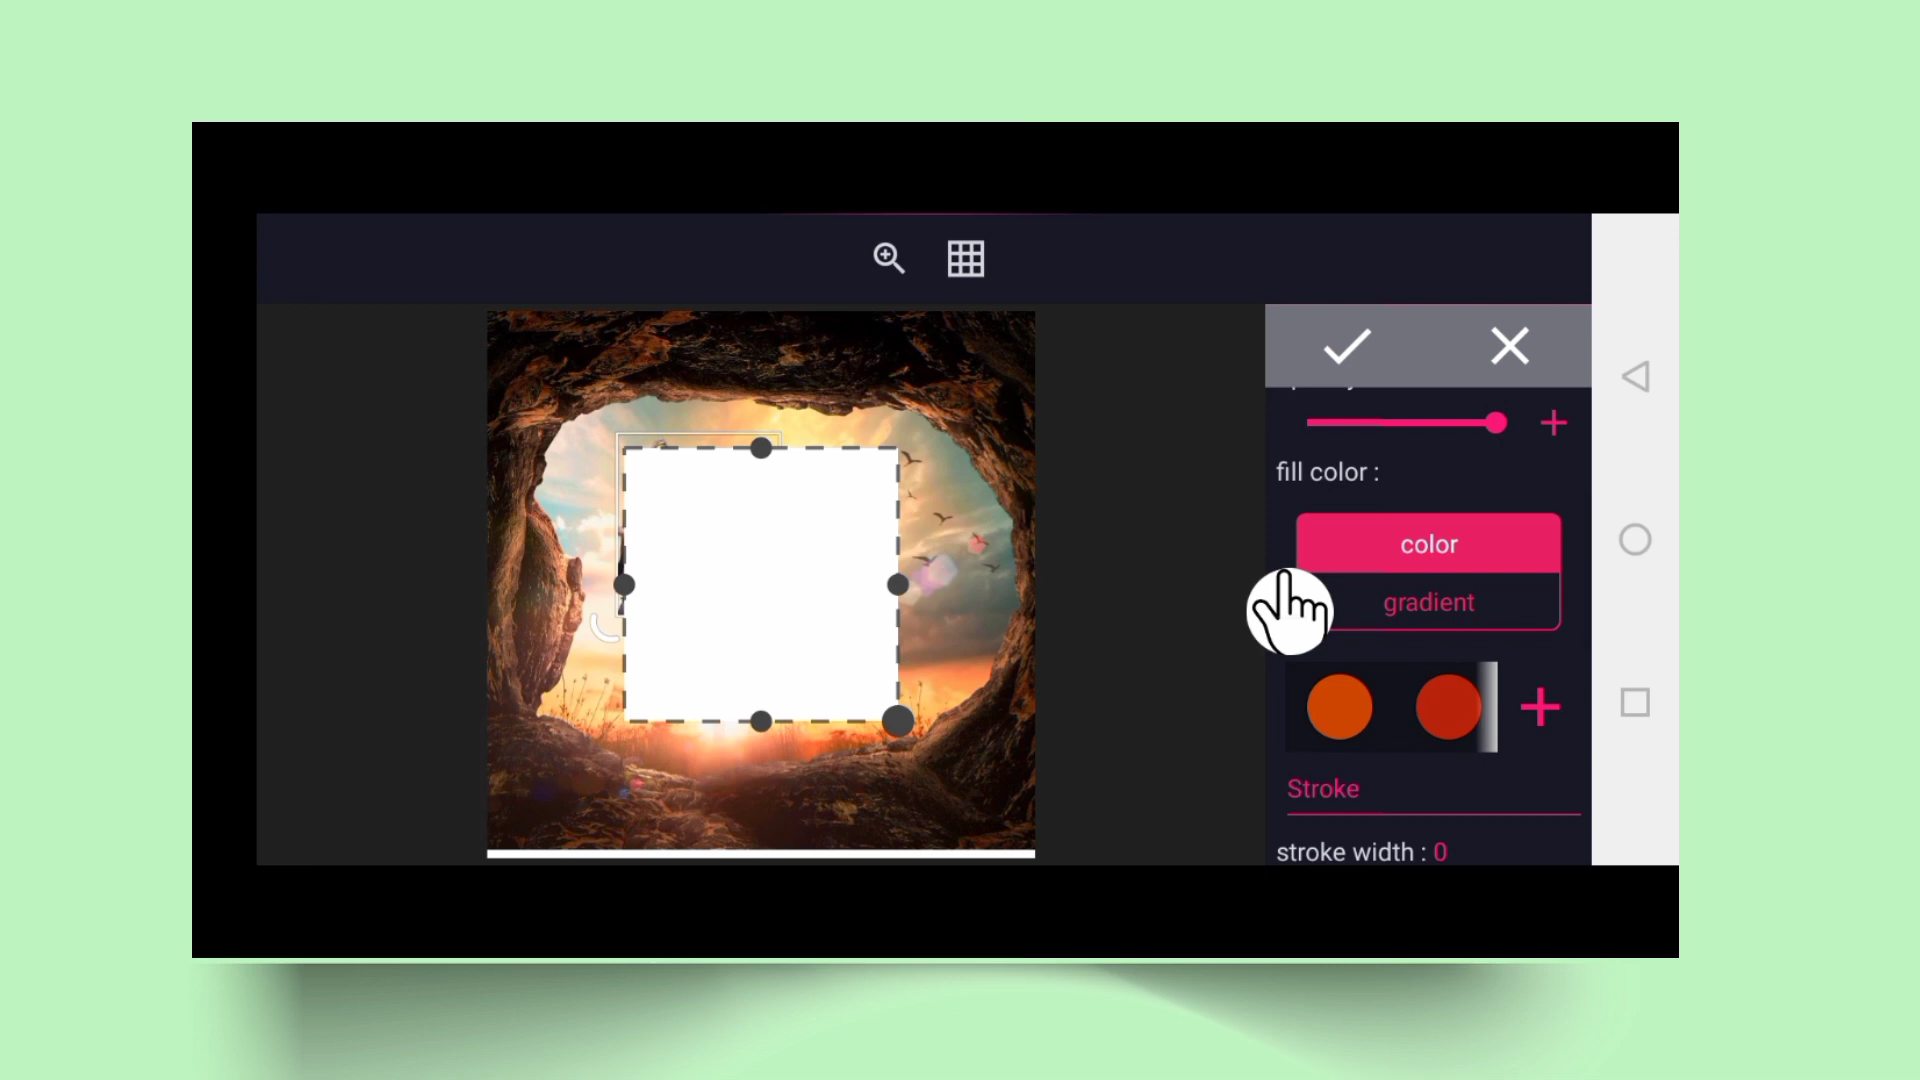 fill color :
color
gradient
Stroke
stroke width : 0